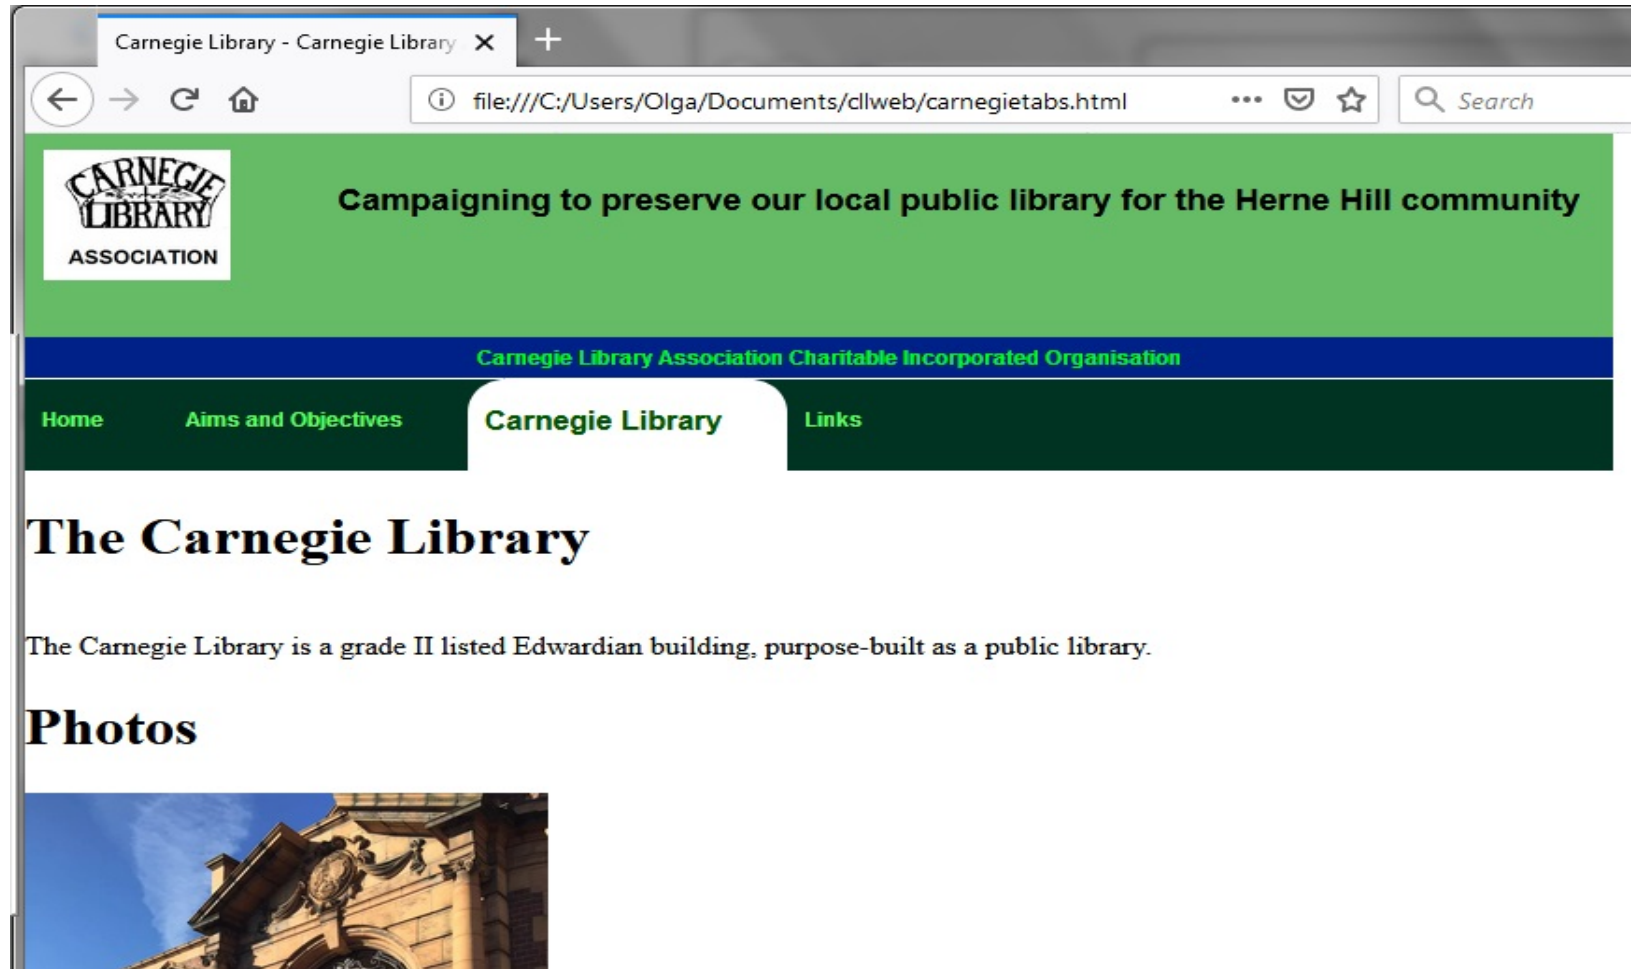 Carnegie Library - Carnegie Library
file:///C:/Users/Olga/Documents/cllweb/carnegietabs.html
Search
CARNEGIE
LIBRARY
ASSOCIATION
Campaigning to preserve our local public library for the Herne Hill community
Carnegie Library Association Charitable Incorporated Organisation
Home Aims and Objectives Carnegie Library Links
The Carnegie Library
The Carnegie Library is a grade II listed Edwardian building, purpose-built as a public library.
Photos